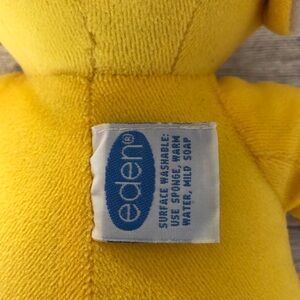 eden®
SURFACE WASHABLE:
USE SPONGE, WARM
WATER, MILD SOAP